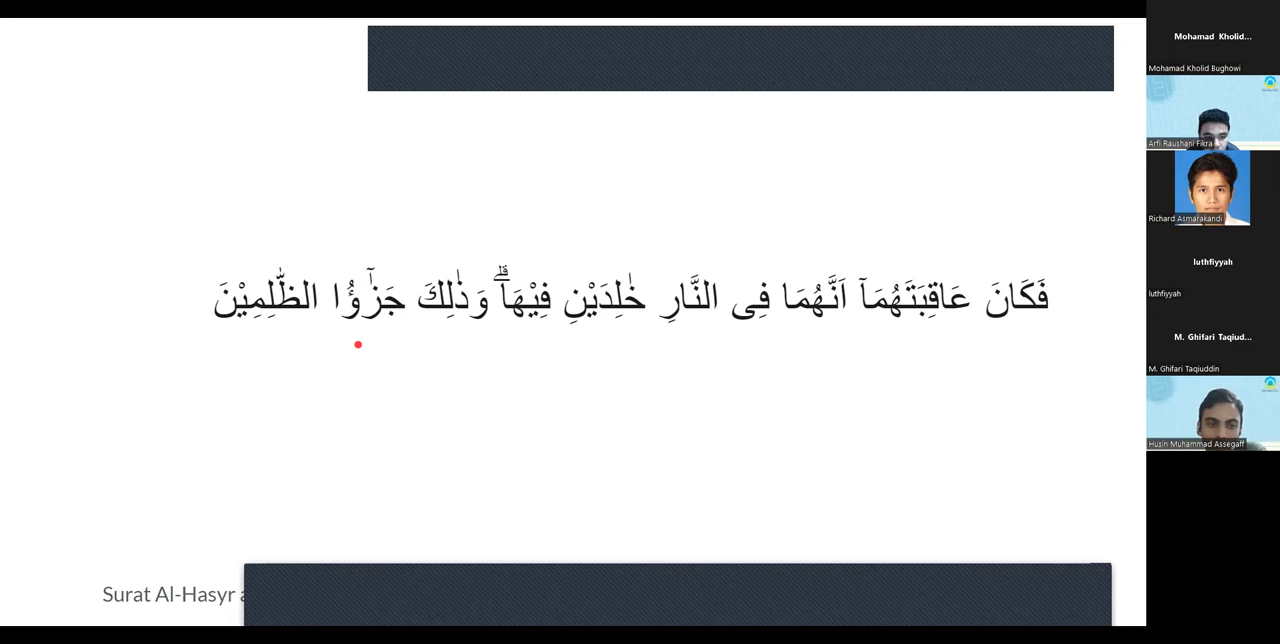 فَكَانَ عَاقِبَتَهُمَآ اَنَّهُمَا فِى النَّارِ خٰلِدَيْنِ فِيْهَاۗ وَذٰلِكَ جَزٰۤؤُا الظّٰلِمِيْنَ
Surat Al-Hasyr
Mohamad Kholid...
Mohamad Kholid Bughowi
Arfi Raushani Fikra
Richard Asmarakandi
luthfiyyah
luthfiyyah
M. Ghifari Taqiud...
M. Ghifari Taqiuddin
Husin Muhammad Assegaff